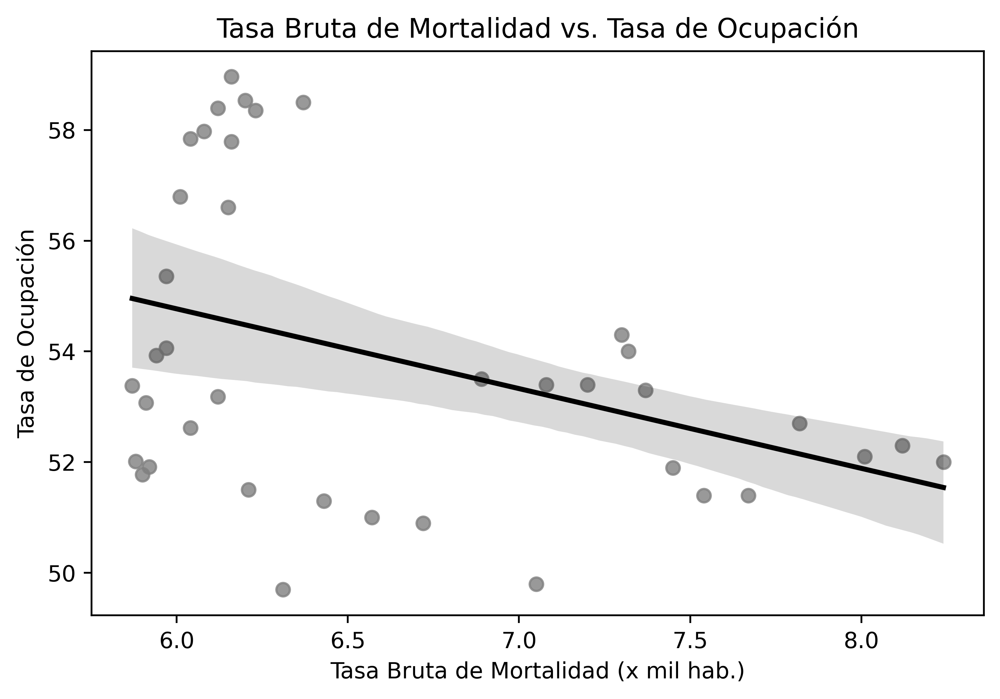 Tasa Bruta de Mortalidad vs. Tasa de Ocupación
Tasa de Ocupación
58
56
54
52
50
6.0 6.5 7.0 7.5 8.0
Tasa Bruta de Mortalidad (x mil hab.)